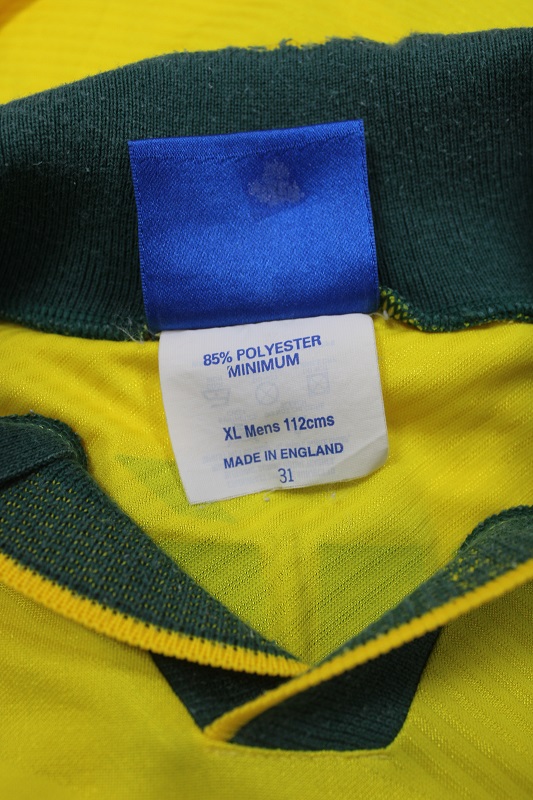 85% POLYESTER
MINIMUM
XL Mens 112cms
MADE IN ENGLAND
31